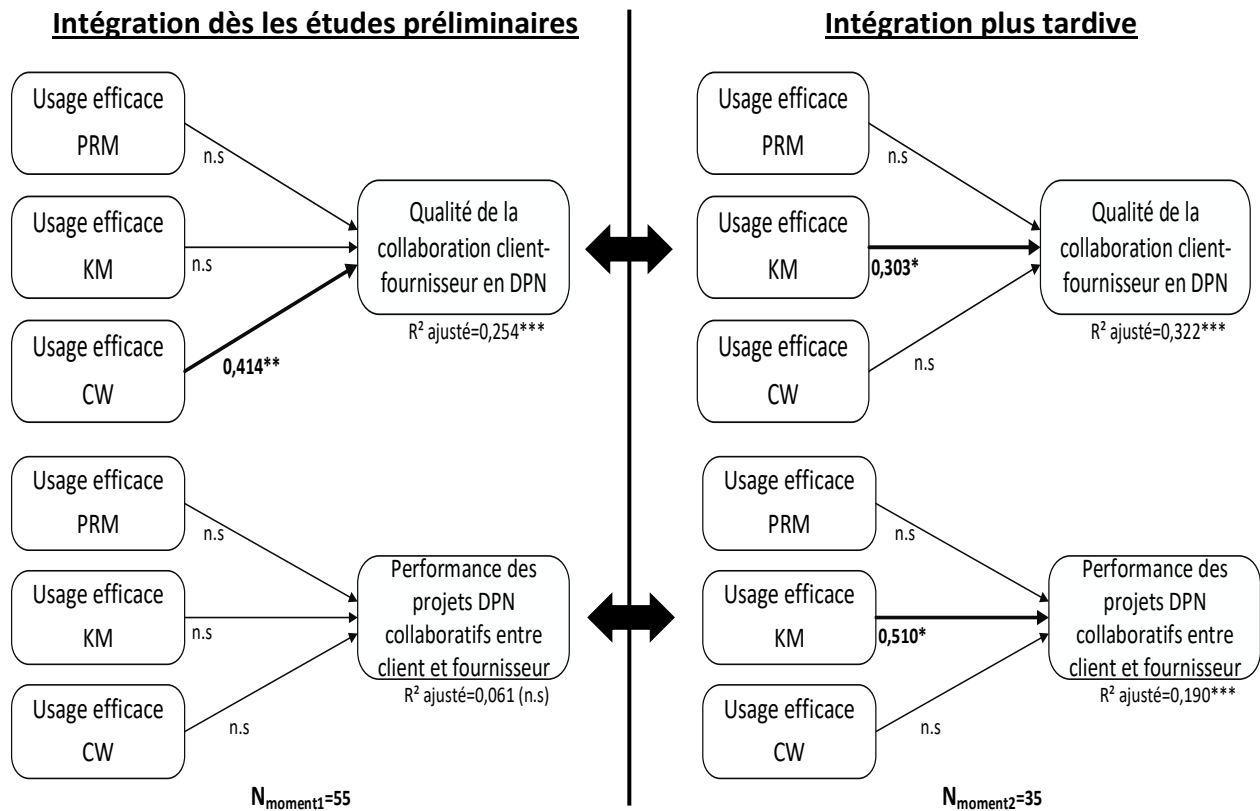 Intégration dès les études préliminaires
Usage efficace
PRM
n.s
Usage efficace
KM
n.s
Usage efficace
CW
0,414**
Qualité de la
collaboration client-
fournisseur en DPN
R² ajusté=0,254***
Usage efficace
PRM
n.s
Usage efficace
KM
n.s
Usage efficace
CW
n.s
Performance des
projets DPN
collaboratifs entre
client et fournisseur
R² ajusté=0,061 (n.s)
Nmoment1=55
Intégration plus tardive
Usage efficace
PRM
n.s
Usage efficace
KM
0,303*
Usage efficace
CW
n.s
Qualité de la
collaboration client-
fournisseur en DPN
R² ajusté=0,322***
Usage efficace
PRM
n.s
Usage efficace
KM
0,510*
Usage efficace
CW
n.s
Performance des
projets DPN
collaboratifs entre
client et fournisseur
R² ajusté=0,190***
Nmoment2=35